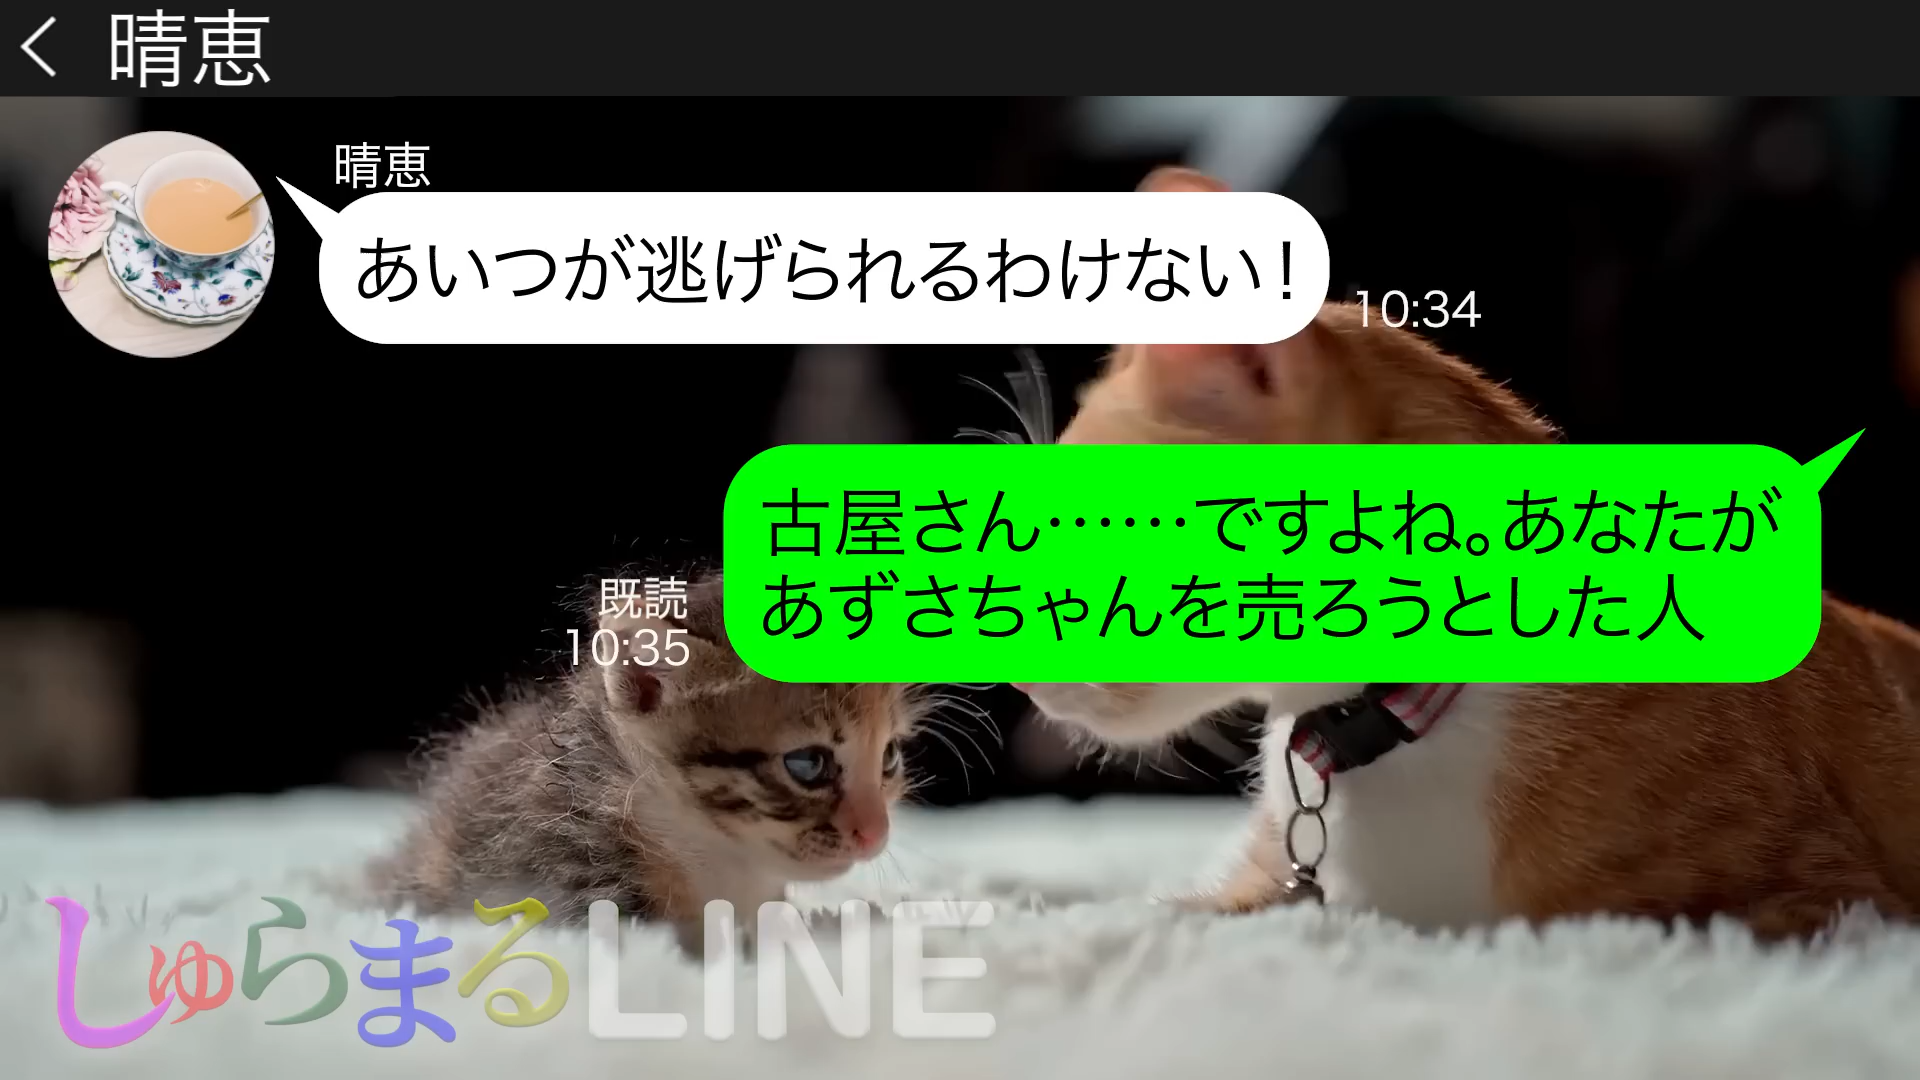 晴恵
晴恵
あいつが逃げられるわけない！
10:34
古屋さん……ですよね。あなたが
あずさちゃんを売ろうとした人
既読
10:35
しゅらまるLINE